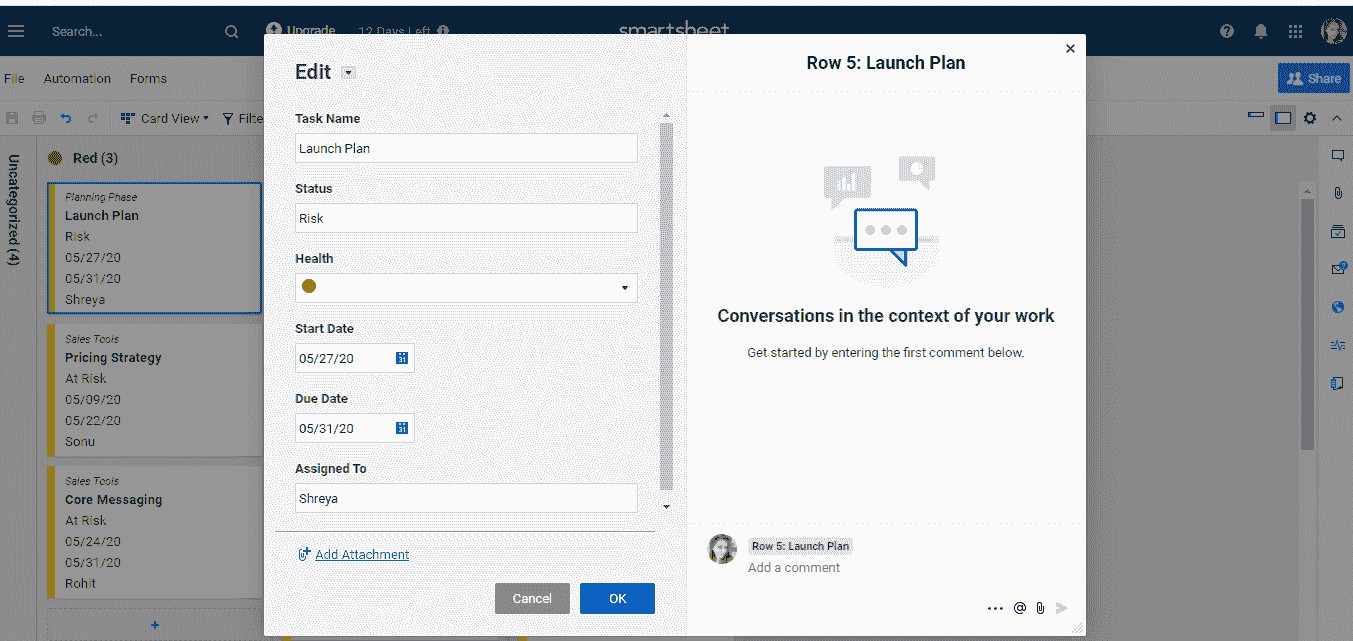 Search...
Upgrade
12 Days Left
smartsheet
File
Automation
Forms
Share
Card View
Filte
Uncategorized (4)
Red (3)
Planning Phase
Launch Plan
Risk
05/27/20
05/31/20
Shreya
Sales Tools
Pricing Strategy
At Risk
05/09/20
05/22/20
Sonu
Sales Tools
Core Messaging
At Risk
05/24/20
05/31/20
Rohit
Edit
Task Name
Launch Plan
Status
Risk
Health
Start Date
05/27/20
31
Due Date
05/31/20
31
Assigned To
Shreya
Add Attachment
Cancel
OK
Row 5: Launch Plan
Conversations in the context of your work
Get started by entering the first comment below.
Row 5: Launch Plan
Add a comment